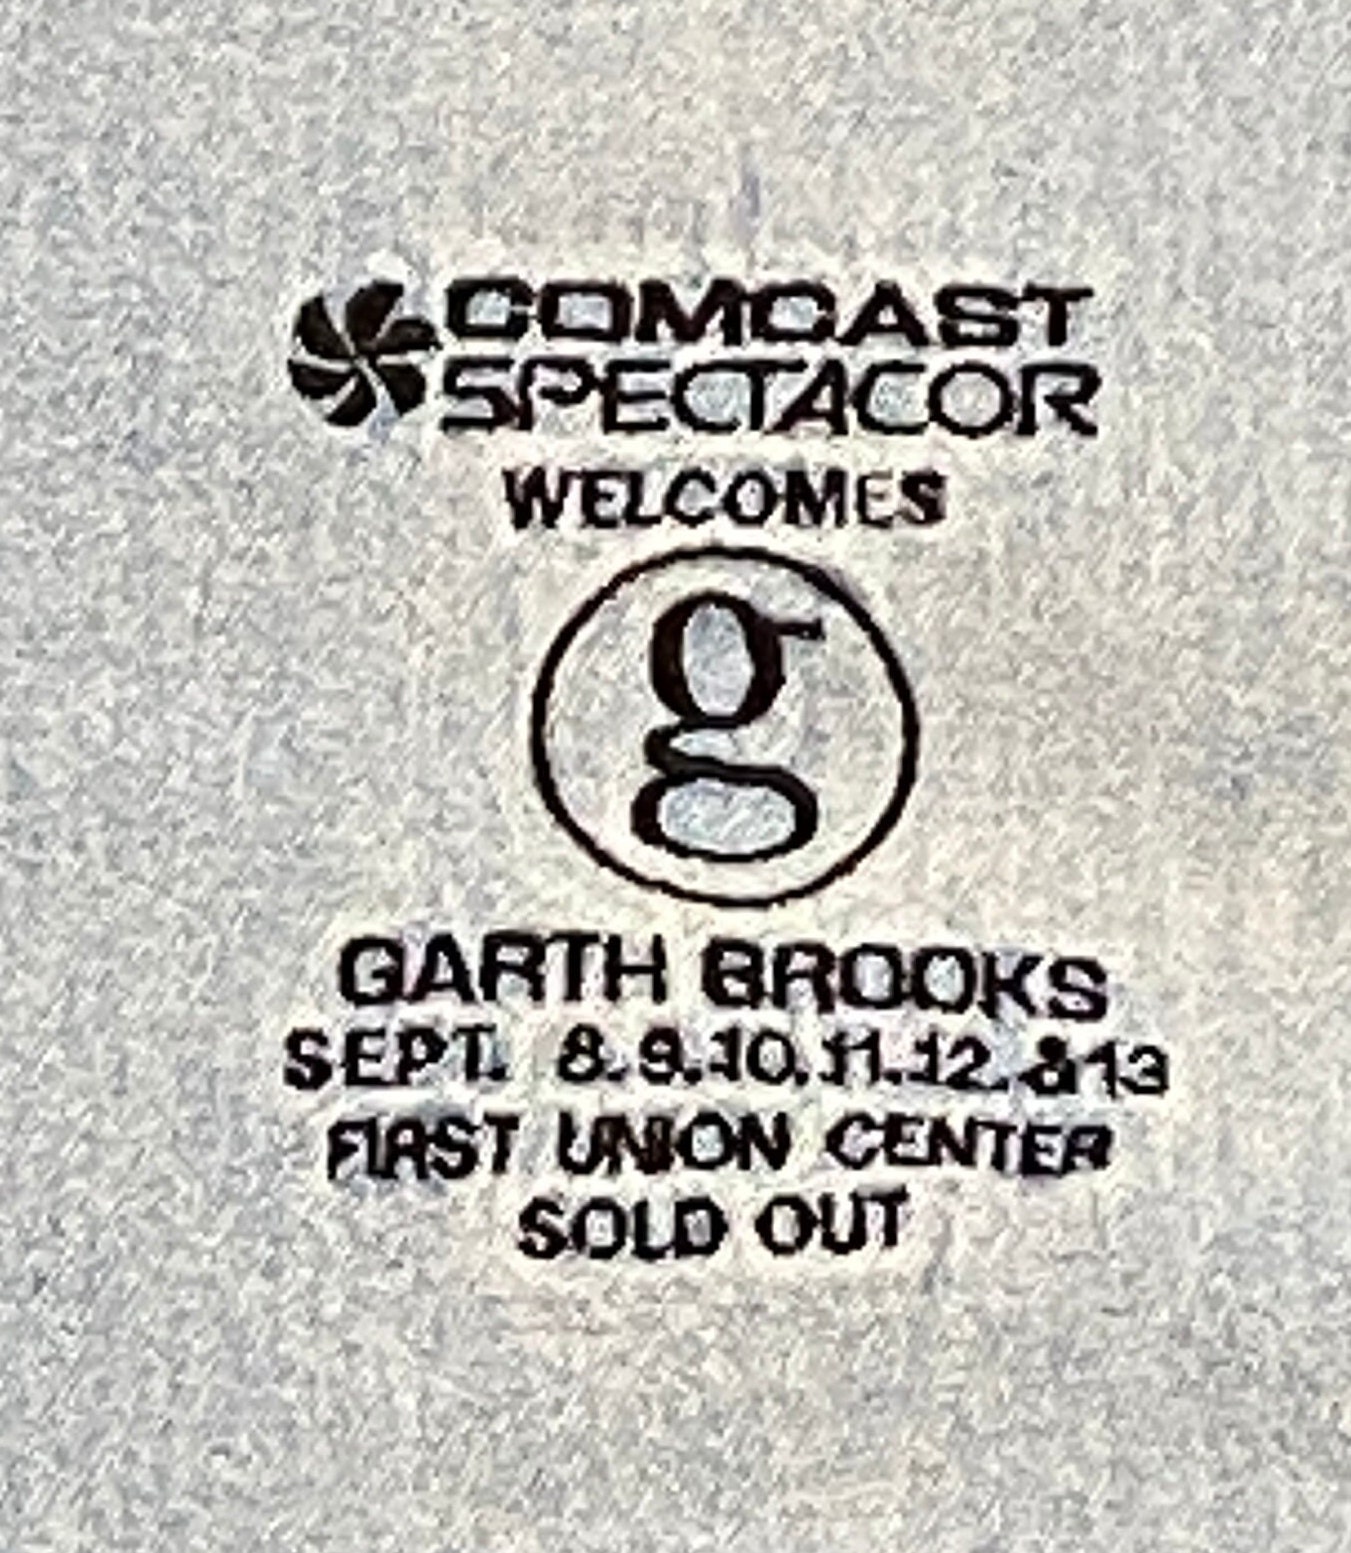 COMCAST
SPECTACOR
WELCOMES
g
GARTH BROOKS
SEPT. 8.9.10.11.12.&13
FIRST UNION CENTER
SOLD OUT